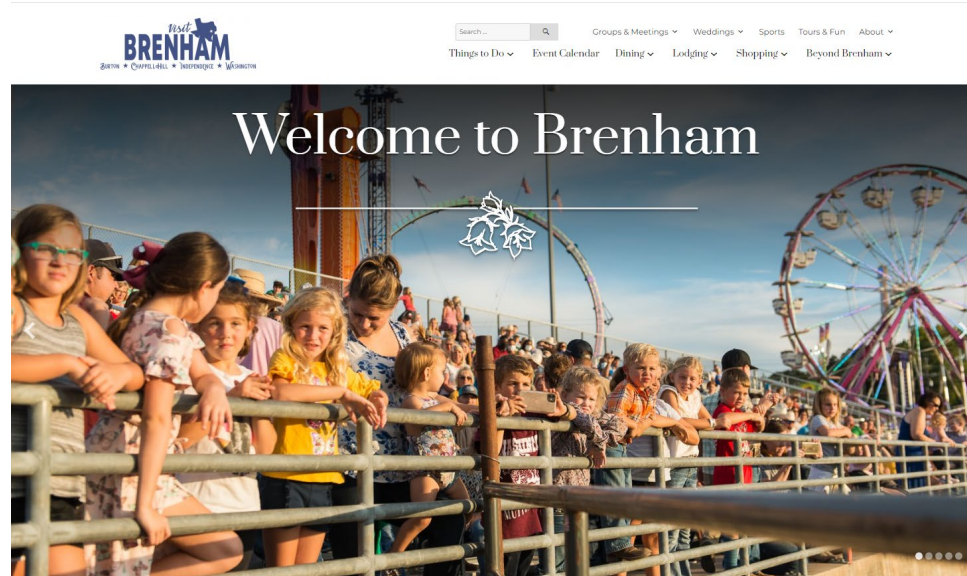 Visit
BRENHAM
BURTON ★ CHAPPELL HILL ★ INDEPENDENCE ★ WASHINGTON
Search ...
Groups & Meetings
Weddings
Sports
Tours & Fun
About
Things to Do
Event Calendar
Dining
Lodging
Shopping
Beyond Brenham
Welcome to Brenham